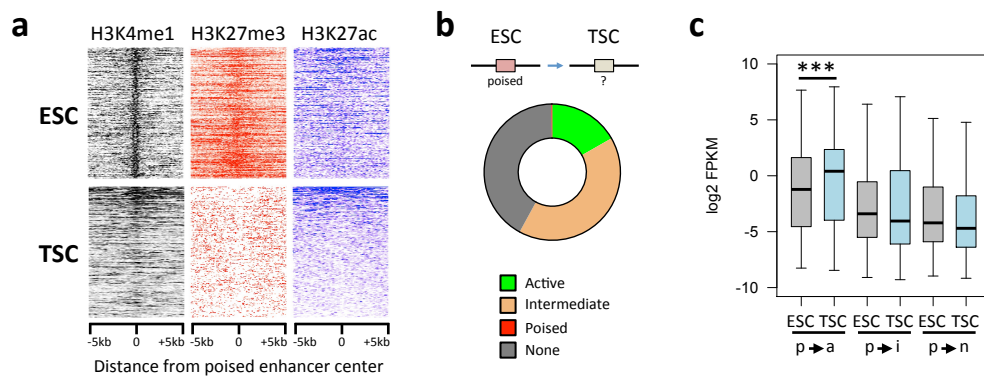 a
H3K4me1 H3K27me3 H3K27ac
ESC
TSC
-5kb 0 +5kb -5kb 0 +5kb -5kb 0 +5kb
Distance from poised enhancer center
b
ESC TSC
poised ?
Active
Intermediate
Poised
None
c
***
log2 FPKM
10
5
0
-5
-10
ESC TSC ESC TSC ESC TSC
p → a p → i p → n